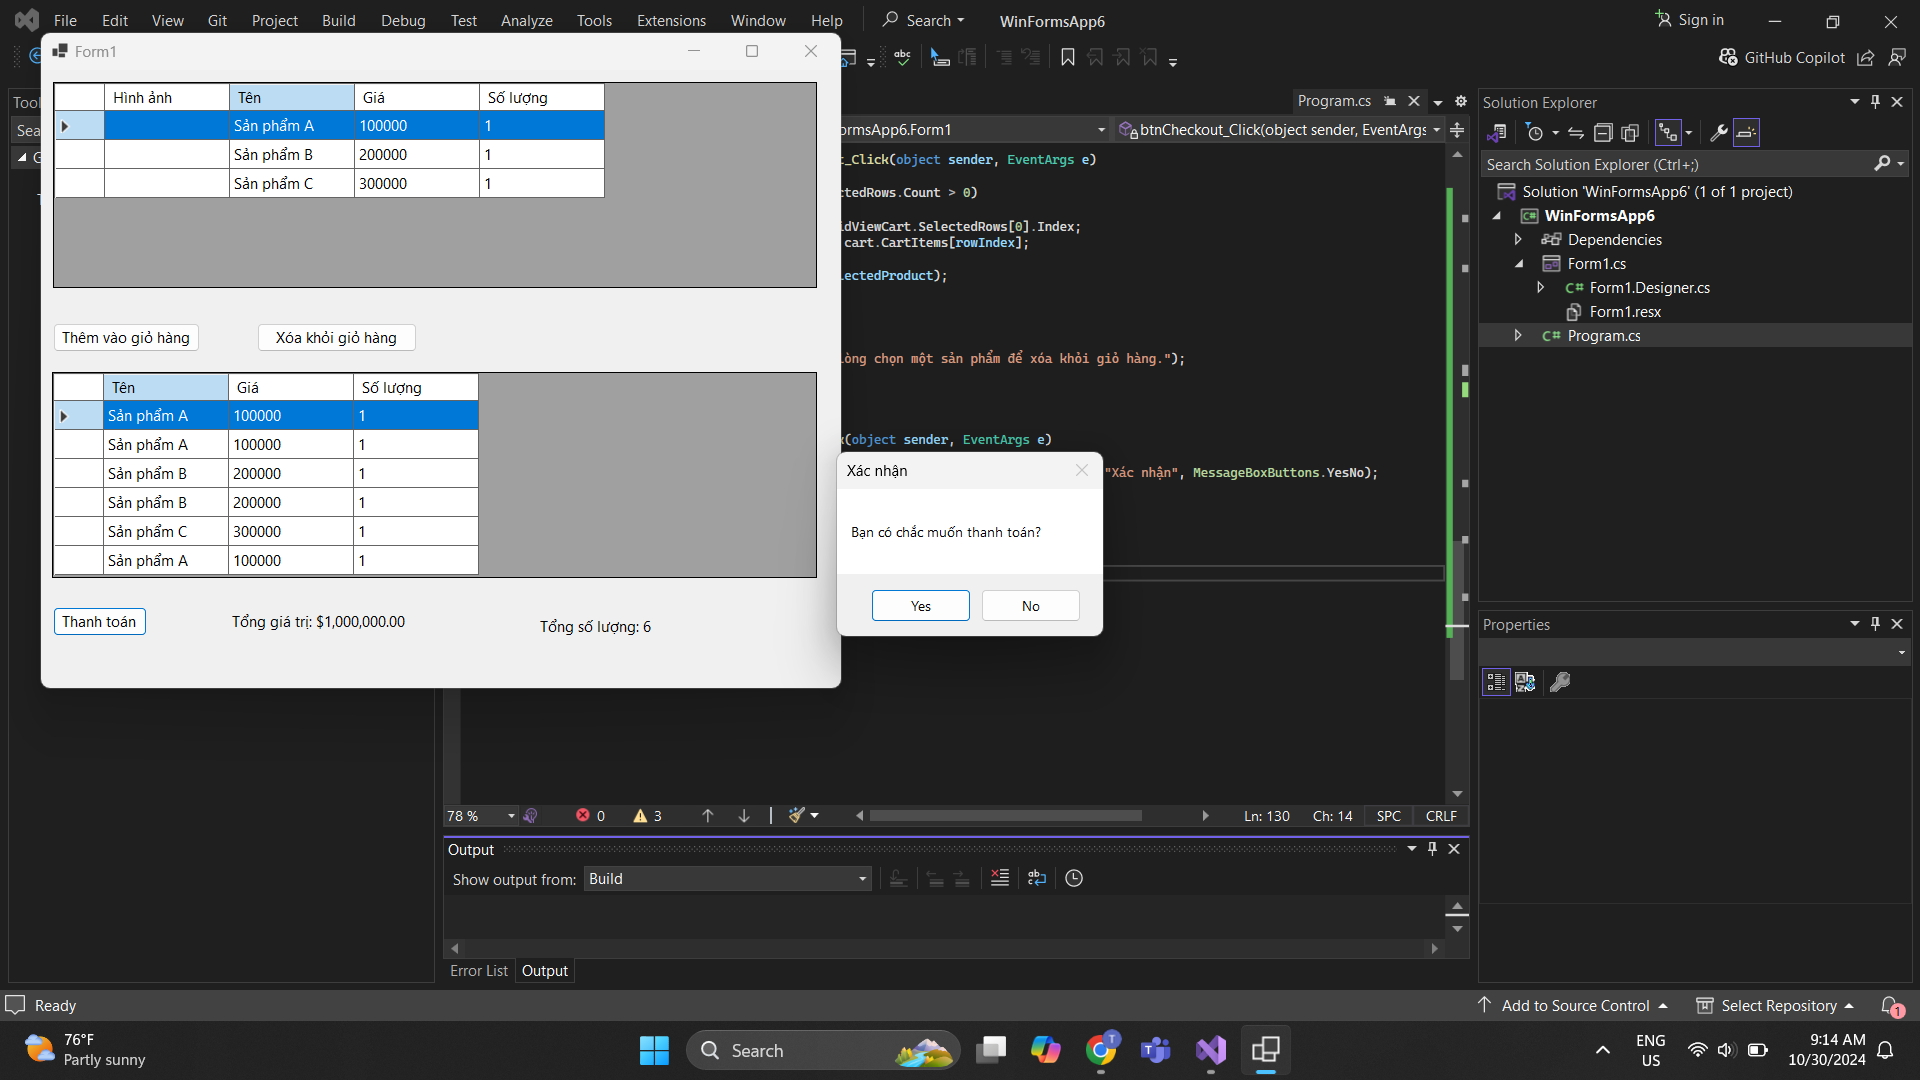 File Edit View Git Project Build Debug Test Analyze Tools Extensions Window Help Search WinFormsApp6 Sign in
GitHub Copilot
Form1
Hình ảnh Tên Giá Số lượng
Sản phẩm A 100000 1
Sản phẩm B 200000 1
Sản phẩm C 300000 1
Thêm vào giỏ hàng Xóa khỏi giỏ hàng
Tên Giá Số lượng
Sản phẩm A 100000 1
Sản phẩm A 100000 1
Sản phẩm B 200000 1
Sản phẩm B 200000 1
Sản phẩm C 300000 1
Sản phẩm A 100000 1
Thanh toán Tổng giá trị: $1,000,000.00 Tổng số lượng: 6
Program.cs
ormsApp6.Form1 btnCheckout_Click(object sender, EventArgs
t_Click(object sender, EventArgs e)
ctedRows.Count > 0)
idViewCart.SelectedRows[0].Index;
cart.CartItems[rowIndex];
lectedProduct);
lòng chọn một sản phẩm để xóa khỏi giỏ hàng.");
(object sender, EventArgs e)
"Xác nhận", MessageBoxButtons.YesNo);
Xác nhận
Bạn có chắc muốn thanh toán?
Yes No
78 % 0 3 Ln: 130 Ch: 14 SPC CRLF
Output
Show output from: Build
Error List Output
Solution Explorer
Search Solution Explorer (Ctrl+;)
Solution 'WinFormsApp6' (1 of 1 project)
WinFormsApp6
Dependencies
Form1.cs
Form1.Designer.cs
Form1.resx
Program.cs
Properties
Ready Add to Source Control Select Repository 1
76°F
Partly sunny
Search
ENG
US
9:14 AM
10/30/2024